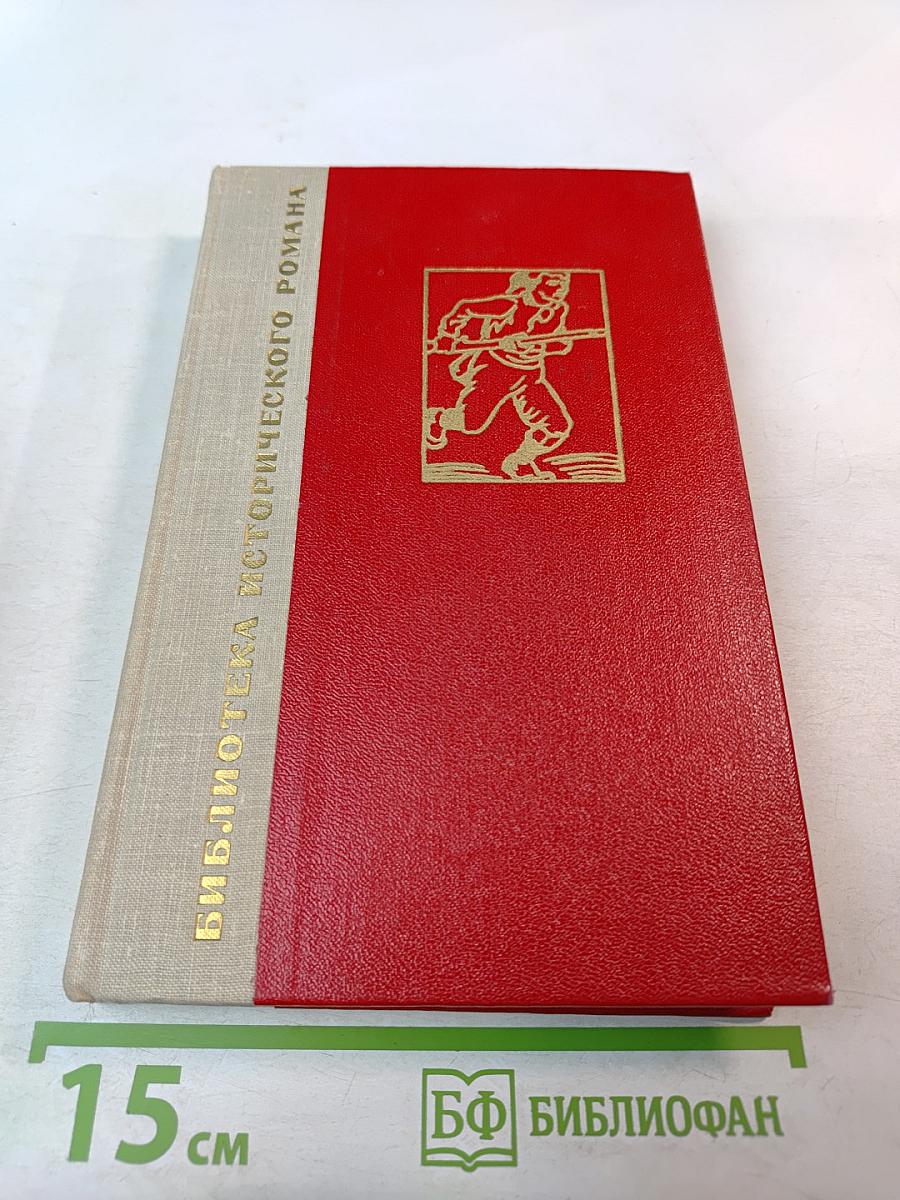 БИБЛИОТЕКА ИСТОРИЧЕСКОГО РОМАНА
15 см
БФ БИБЛИОФАН